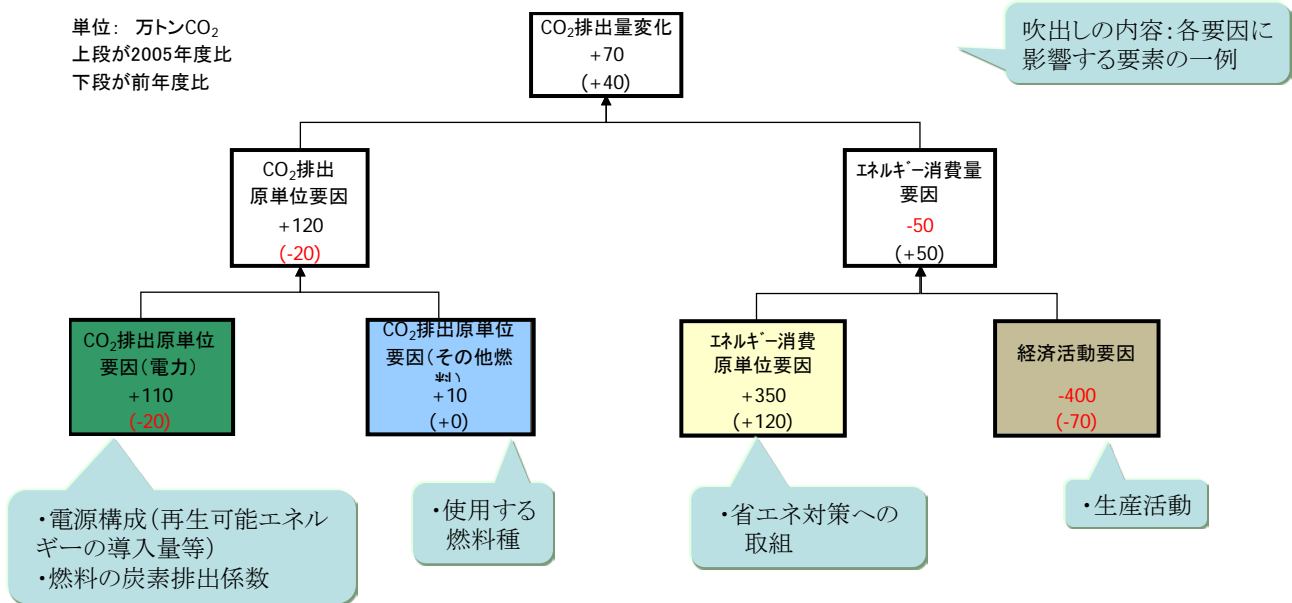 単位： 万トンCO₂
上段が2005年度比
下段が前年度比
CO₂排出量変化
+70
(+40)
吹出しの内容：各要因に
影響する要素の一例
CO₂排出
原単位要因
+120
(-20)
ｴﾈﾙｷﾞｰ消費量
要因
-50
(+50)
CO₂排出原単位
要因（電力）
+110
(-20)
CO₂排出原単位
要因（その他燃
料）
+10
(+0)
ｴﾈﾙｷﾞｰ消費
原単位要因
+350
(+120)
経済活動要因
-400
(-70)
・電源構成（再生可能エネル
ギーの導入量等）
・燃料の炭素排出係数
・使用する
燃料種
・省エネ対策への
取組
・生産活動